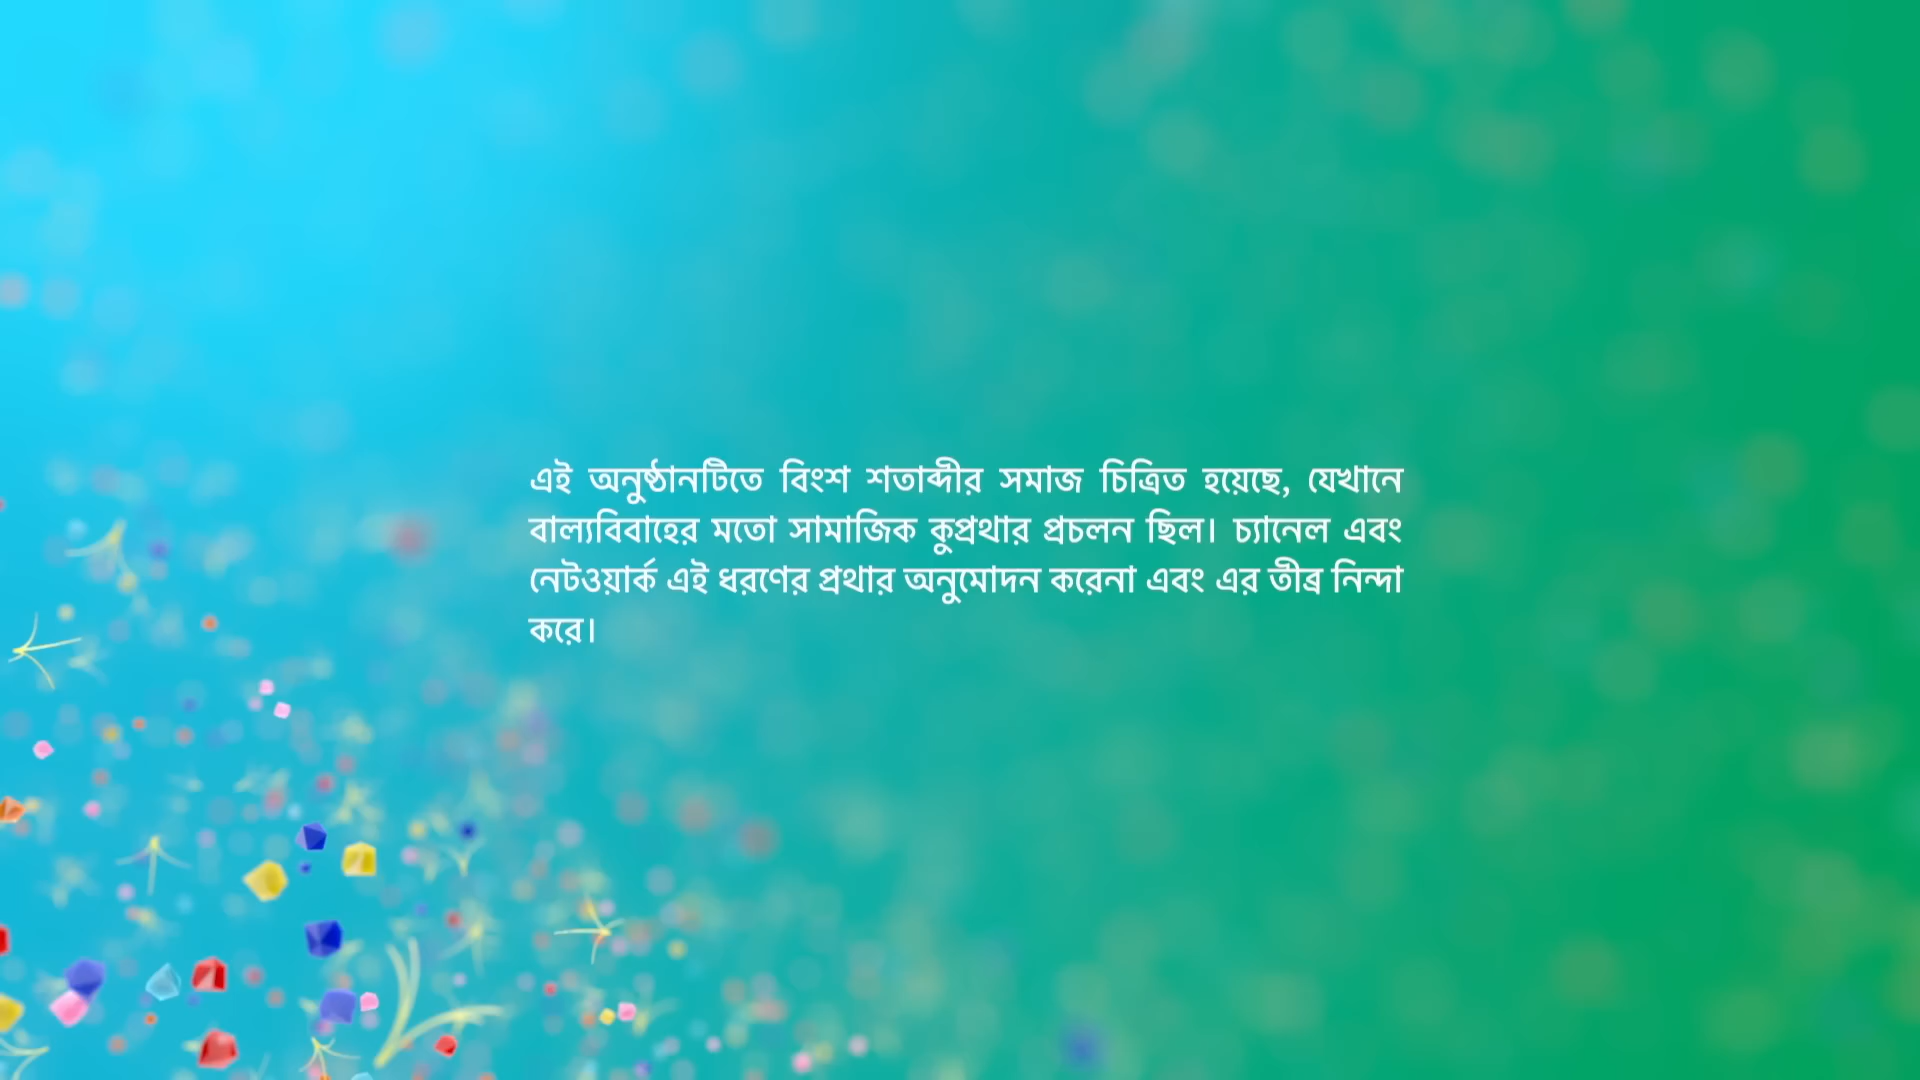 এই অনুষ্ঠানটিতে বিংশ শতাব্দীর সমাজ চিত্রিত হয়েছে, যেখানে
বাল্যবিবাহের মতো সামাজিক কুপ্রথার প্রচলন ছিল। চ্যানেল এবং
নেটওয়ার্ক এই ধরণের প্রথার অনুমোদন করেনা এবং এর তীব্র নিন্দা
করে।